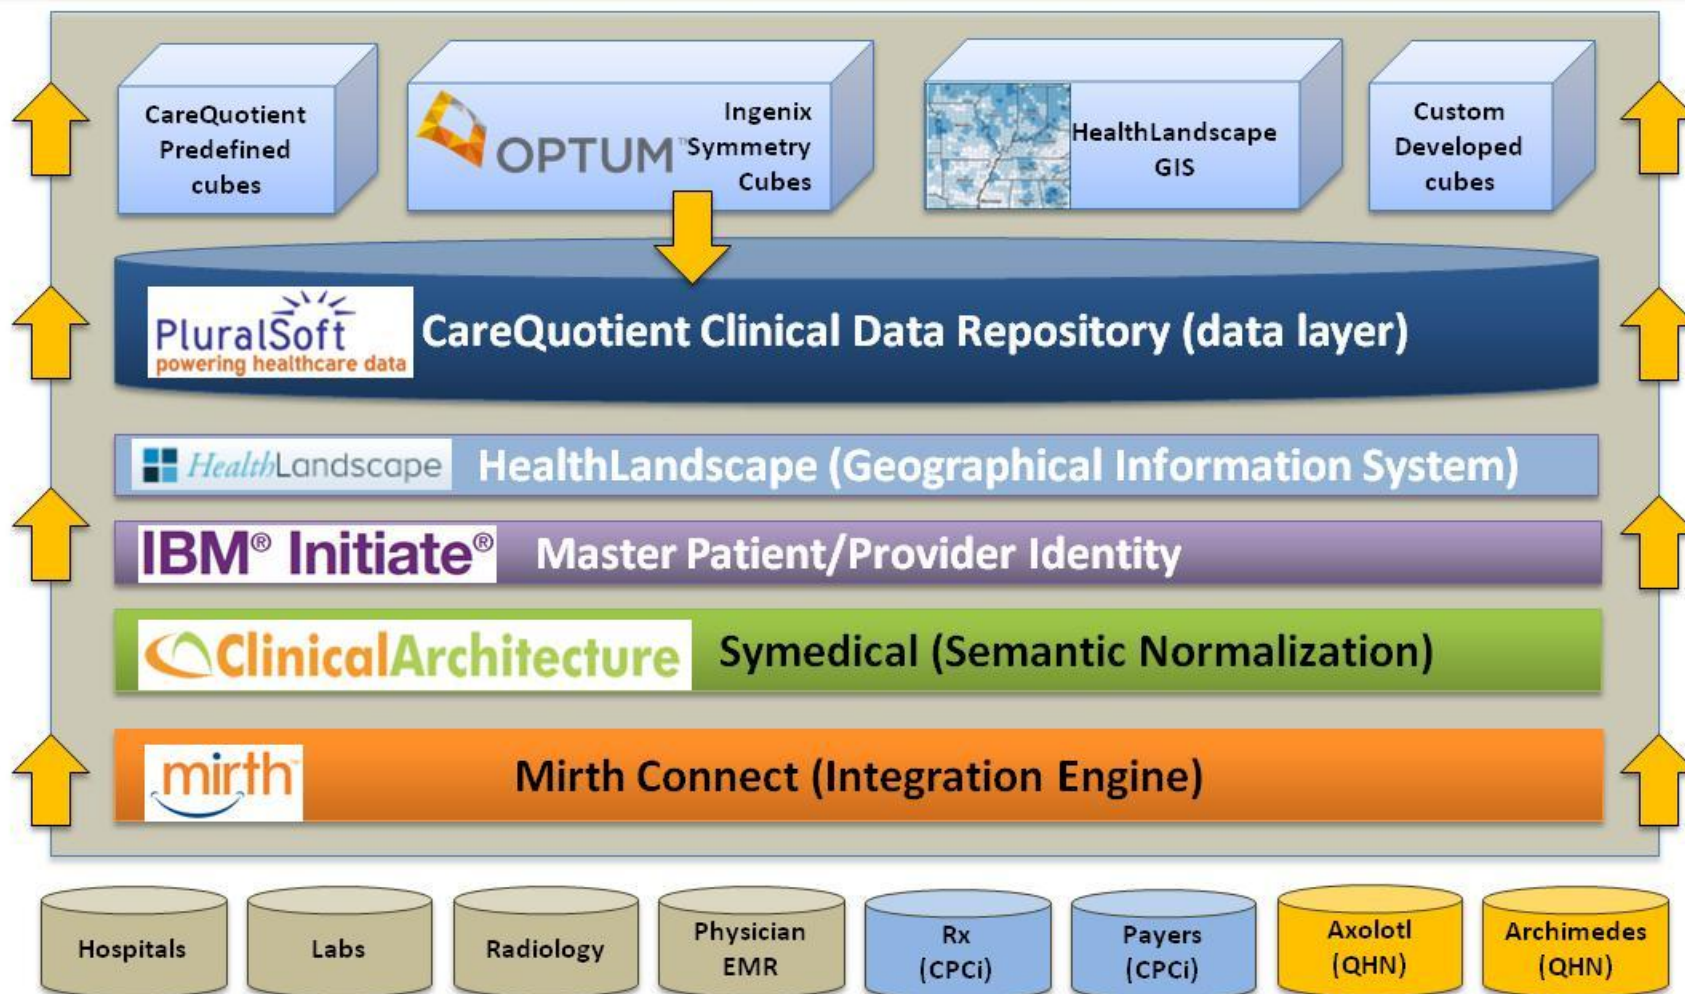 CareQuotient
Predefined
cubes
OPTUM™
Ingenix
Symmetry
Cubes
HealthLandscape
GIS
Custom
Developed
cubes
PluralSoft
powering healthcare data
CareQuotient Clinical Data Repository (data layer)
HealthLandscape
HealthLandscape (Geographical Information System)
IBM® Initiate®
Master Patient/Provider Identity
ClinicalArchitecture
Symedical (Semantic Normalization)
mirth™
Mirth Connect (Integration Engine)
Hospitals
Labs
Radiology
Physician
EMR
Rx
(CPCi)
Payers
(CPCi)
Axolotl
(QHN)
Archimedes
(QHN)